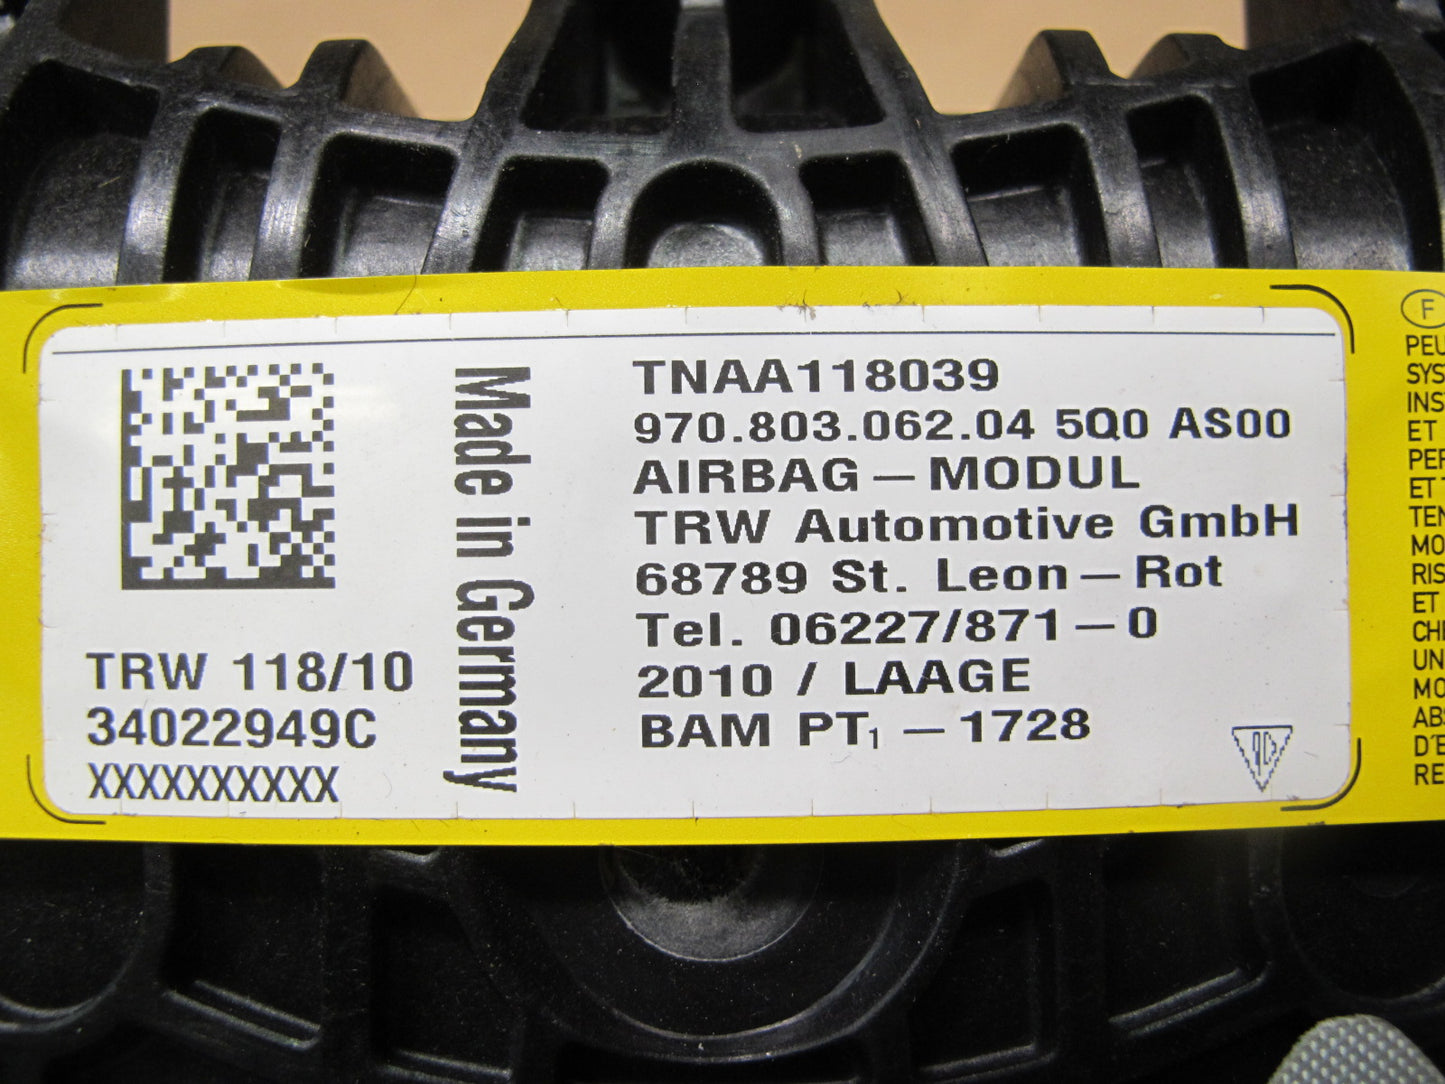 TNAA118039
970.803.062.04 5Q0 AS00
AIRBAG – MODUL
TRW Automotive GmbH
68789 St. Leon – Rot
Tel. 06227/871 – 0
2010 / LAAGE
BAM PT1 – 1728
Made in Germany
TRW 118/10
34022949C
XXXXXXXXXX
F
PEU
SYS
INS
ET
PER
ET
TEN
MO
RIS
ET
CHI
UN
MO
ABS
D'E
RE